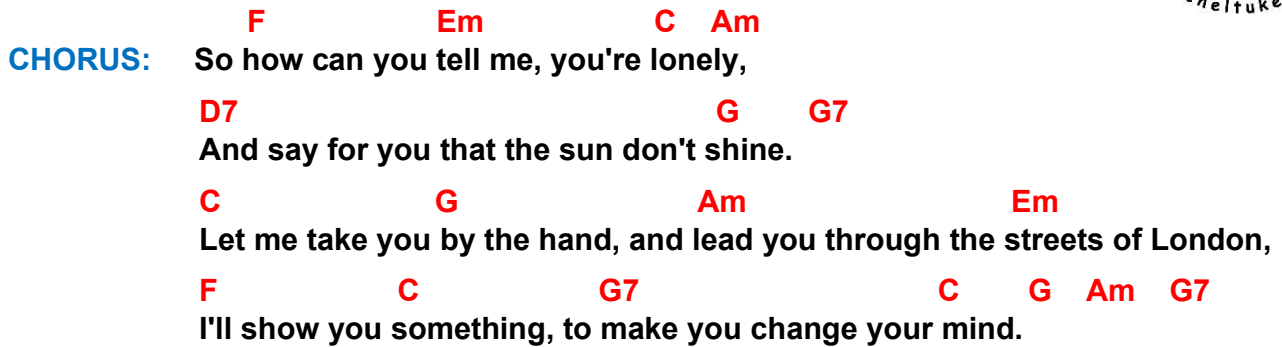 F Em C Am
CHORUS: So how can you tell me, you're lonely,
D7 G G7
And say for you that the sun don't shine.
C G Am Em
Let me take you by the hand, and lead you through the streets of London,
F C G7 C G Am G7
I'll show you something, to make you change your mind.